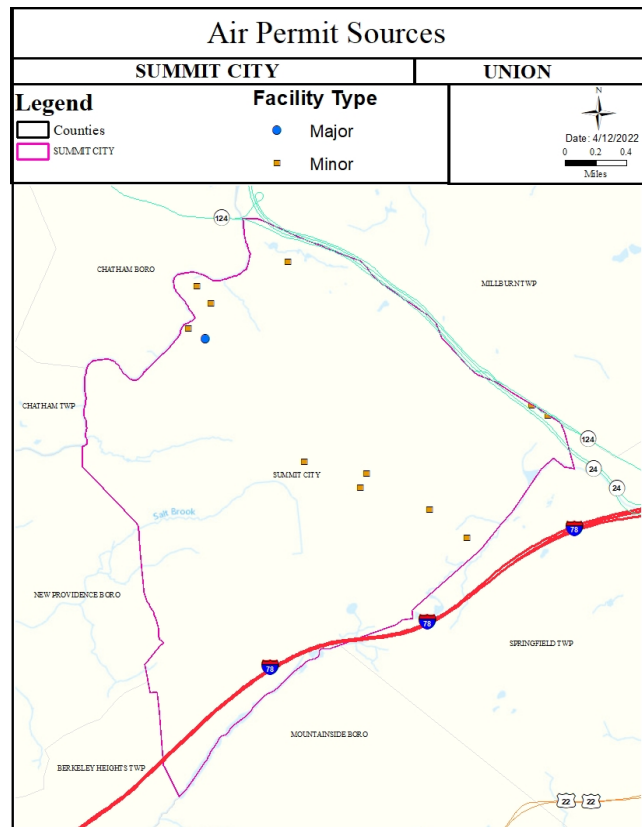 Air Permit Sources
SUMMIT CITY
UNION
Legend
Counties
SUMMIT CITY
Facility Type
Major
Minor
N
Date: 4/12/2022
0 0.2 0.4
Miles
124
CHATHAM BORO
MILLBURN TWP
CHATHAM TWP
124
24
SUMMIT CITY
24
Salt Brook
78
NEW PROVIDENCE BORO
78
SPRINGFIELD TWP
78
MOUNTAINSIDE BORO
BERKELEY HEIGHTS TWP
22 22